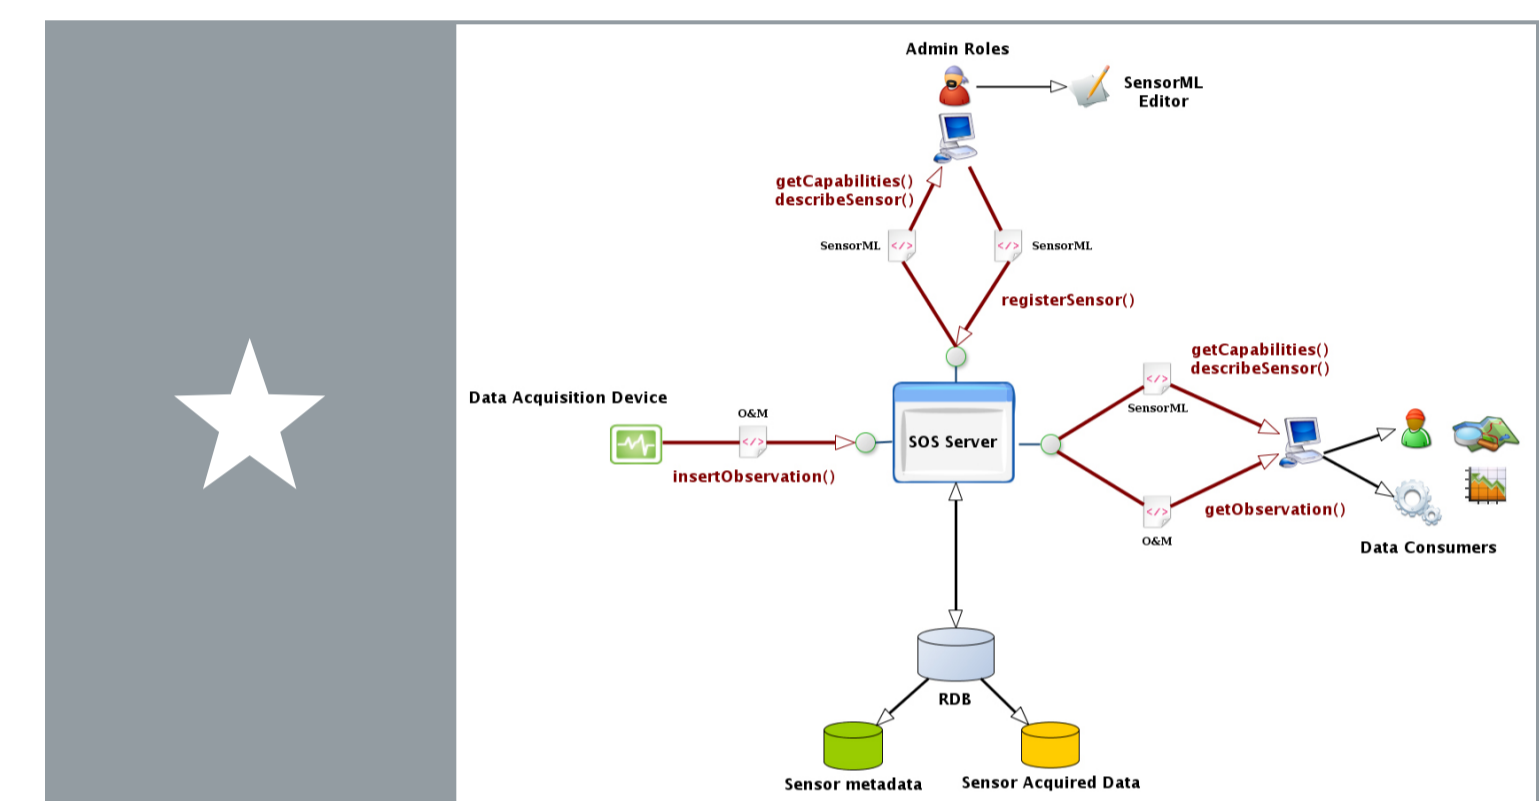 Admin Roles
SensorML
Editor
getCapabilities()
describeSensor()
SensorML
</>
</>
SensorML
registerSensor()
getCapabilities()
describeSensor()
</>
SensorML
Data Acquisition Device
O&M
</>
insertObservation()
SOS Server
</>
O&M
getObservation()
Data Consumers
RDB
Sensor metadata
Sensor Acquired Data